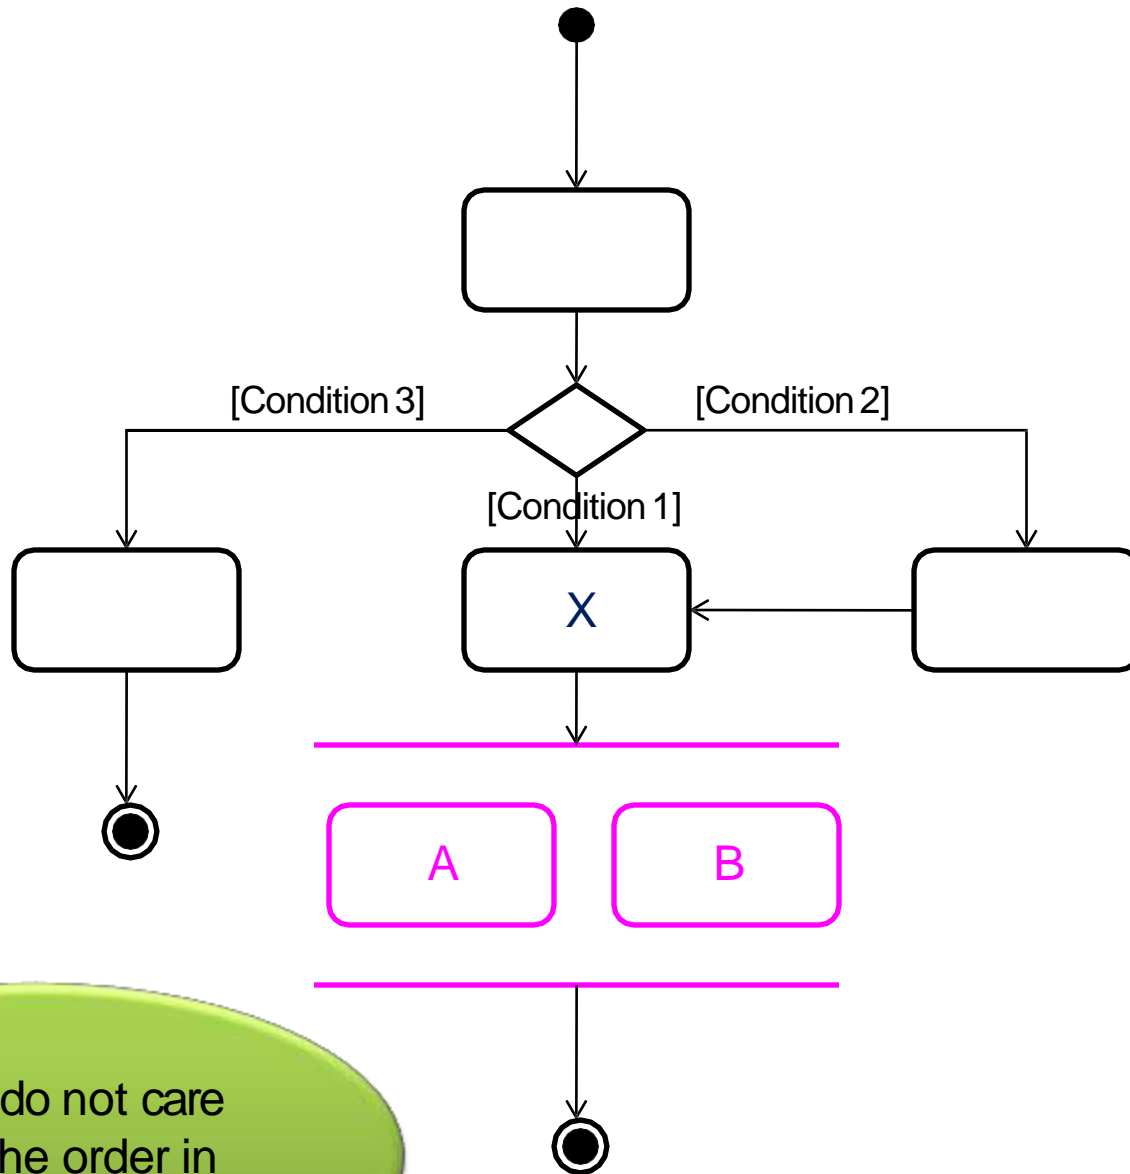 [Condition 3]
[Condition 2]
[Condition 1]
X
A
B
do not care
he order in